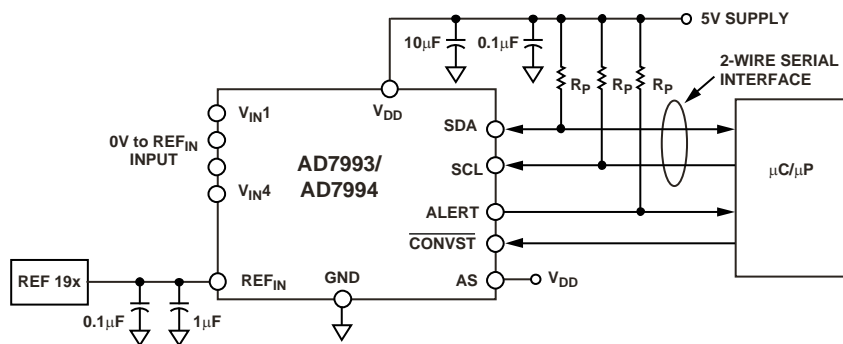 5V SUPPLY
10μF
0.1μF
2-WIRE SERIAL
INTERFACE
RP
RP
RP
VDD
VIN1
SDA
0V to REFIN
INPUT
AD7993/
AD7994
SCL
μC/μP
VIN4
ALERT
CONVST
REF 19x
REFIN
GND
AS
VDD
0.1μF
1μF